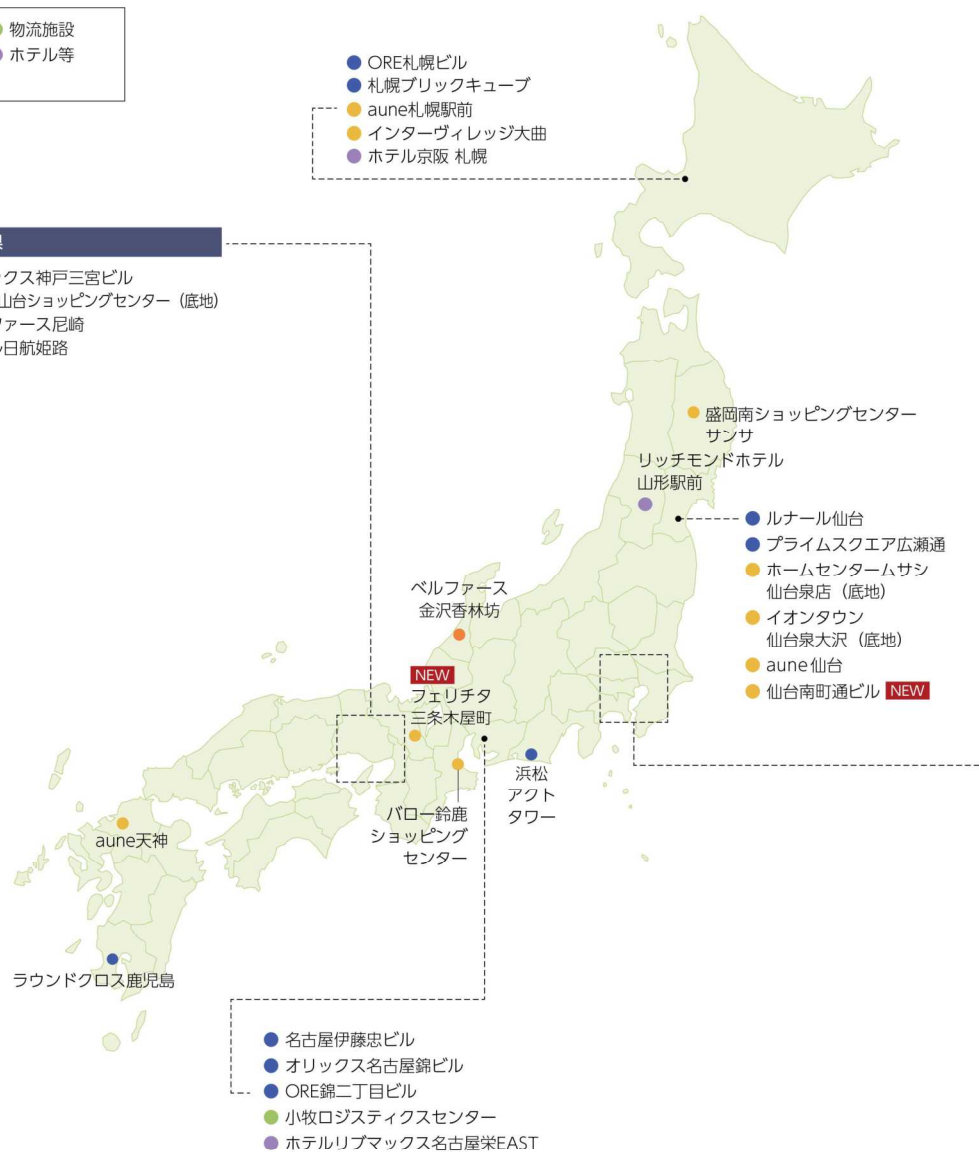 物流施設
ホテル等
ORE札幌ビル
札幌ブリックキューブ
aune札幌駅前
インターヴィレッジ大曲
ホテル京阪 札幌
クス神戸三宮ビル
山台ショッピングセンター（底地）
ファース尼崎
日航姫路
盛岡南ショッピングセンター
サンサ
リッチモンドホテル
山形駅前
ルナール仙台
プライムスクエア広瀬通
ホームセンタームサシ
仙台泉店（底地）
イオンタウン
仙台泉大沢（底地）
aune仙台
仙台南町通ビル NEW
ベルファース
金沢香林坊
NEW
フェリチタ
三条木屋町
浜松
アクト
タワー
バロー鈴鹿
ショッピング
センター
aune天神
ラウンドクロス鹿児島
名古屋伊藤忠ビル
オリックス名古屋錦ビル
ORE錦二丁目ビル
小牧ロジスティクスセンター
ホテルリブマックス名古屋栄EAST